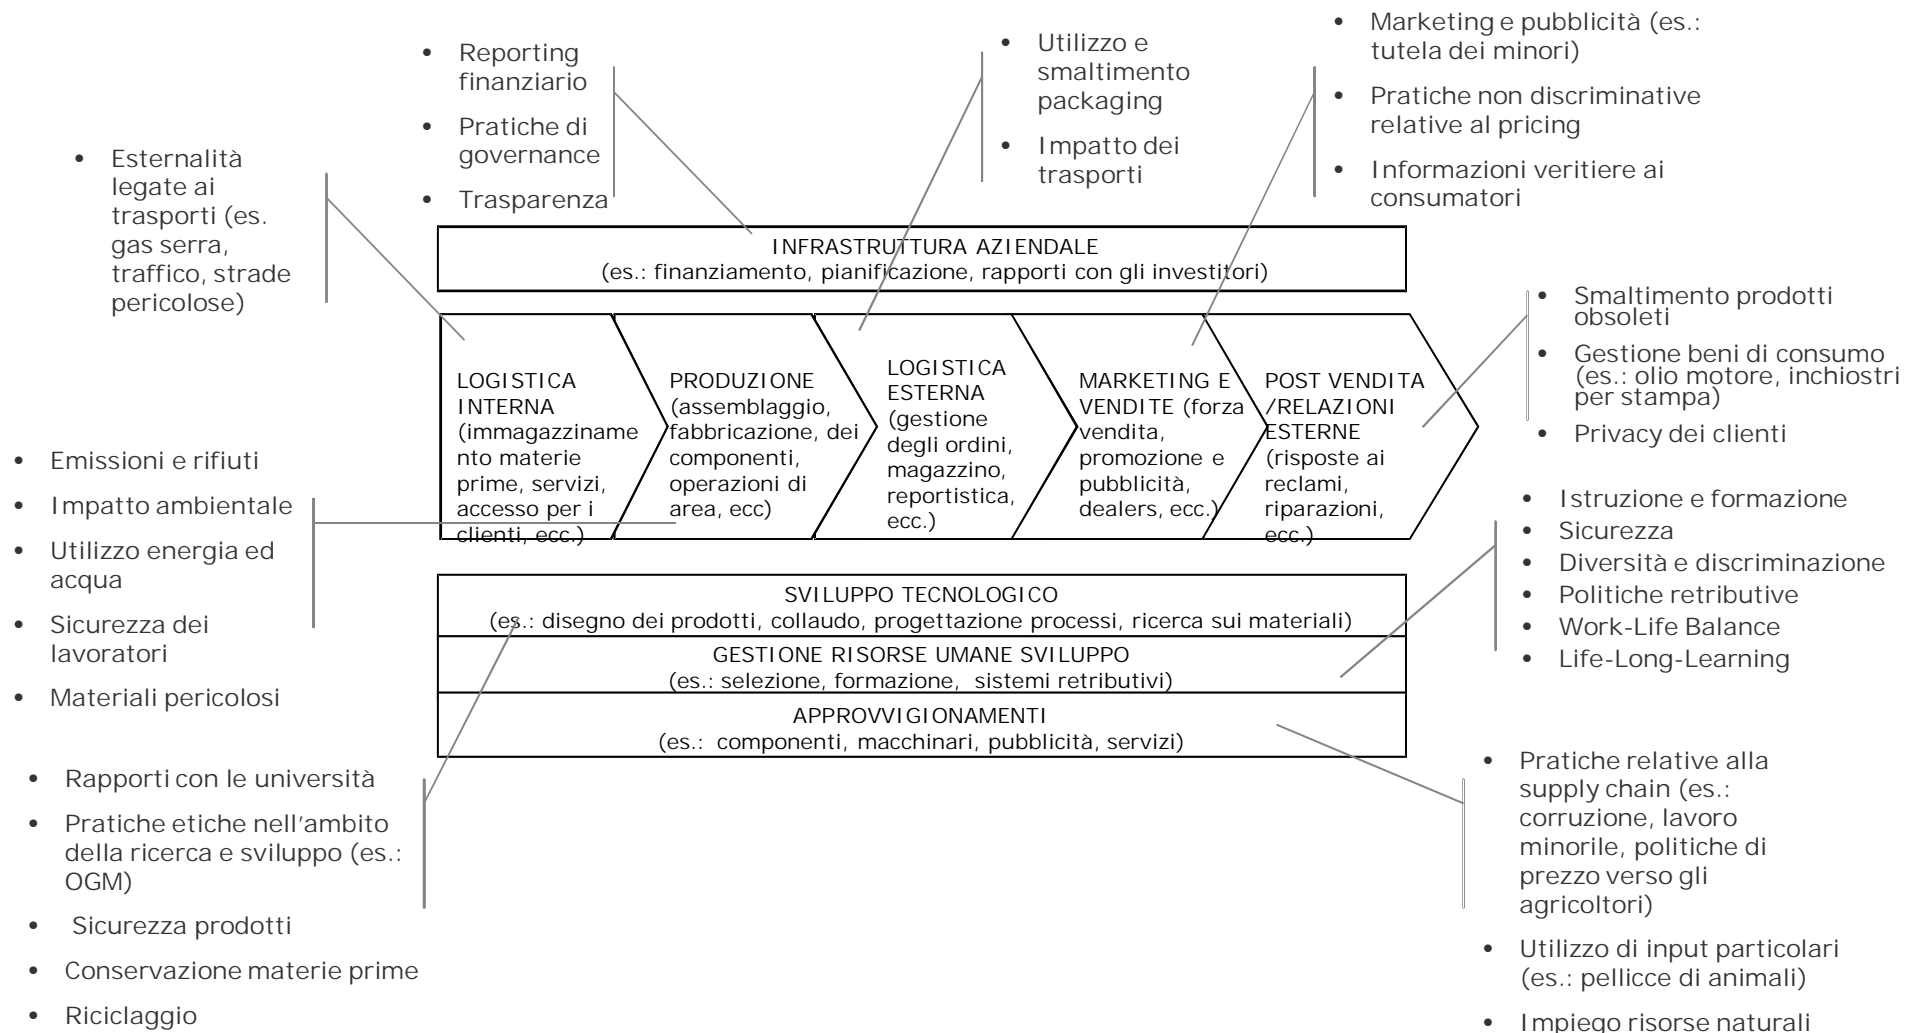 • Marketing e pubblicità (es.:
tutela dei minori)
• Pratiche non discriminative
relative al pricing
• Informazioni veritiere ai
consumatori
• Utilizzo e
smaltimento
packaging
• Impatto dei
trasporti
• Reporting
finanziario
• Pratiche di
governance
• Trasparenza
• Esternalità
legate ai
trasporti (es.
gas serra,
traffico, strade
pericolose)
INFRASTRUTTURA AZIENDALE
(es.: finanziamento, pianificazione, rapporti con gli investitori)
LOGISTICA
INTERNA
(immagazziname
nto materie
prime, servizi,
accesso per i
clienti, ecc.)
PRODUZIONE
(assemblaggio,
fabbricazione, dei
componenti,
operazioni di
area, ecc)
LOGISTICA
ESTERNA
(gestione
degli ordini,
magazzino,
reportistica,
ecc.)
MARKETING E
VENDITE (forza
vendita,
promozione e
pubblicità,
dealers, ecc.)
POST VENDITA
/RELAZIONI
ESTERNE
(risposte ai
reclami,
riparazioni,
ecc.)
• Smaltimento prodotti
obsoleti
• Gestione beni di consumo
(es.: olio motore, inchiostri
per stampa)
• Privacy dei clienti
• Emissioni e rifiuti
• Impatto ambientale
• Utilizzo energia ed
acqua
• Sicurezza dei
lavoratori
• Materiali pericolosi
• Istruzione e formazione
• Sicurezza
• Diversità e discriminazione
• Politiche retributive
• Work-Life Balance
• Life-Long-Learning
SVILUPPO TECNOLOGICO
(es.: disegno dei prodotti, collaudo, progettazione processi, ricerca sui materiali)
GESTIONE RISORSE UMANE SVILUPPO
(es.: selezione, formazione, sistemi retributivi)
APPROVVIGIONAMENTI
(es.: componenti, macchinari, pubblicità, servizi)
• Rapporti con le università
• Pratiche etiche nell'ambito
della ricerca e sviluppo (es.:
OGM)
• Sicurezza prodotti
• Conservazione materie prime
• Riciclaggio
• Pratiche relative alla
supply chain (es.:
corruzione, lavoro
minorile, politiche di
prezzo verso gli
agricoltori)
• Utilizzo di input particolari
(es.: pellicce di animali)
• Impiego risorse naturali